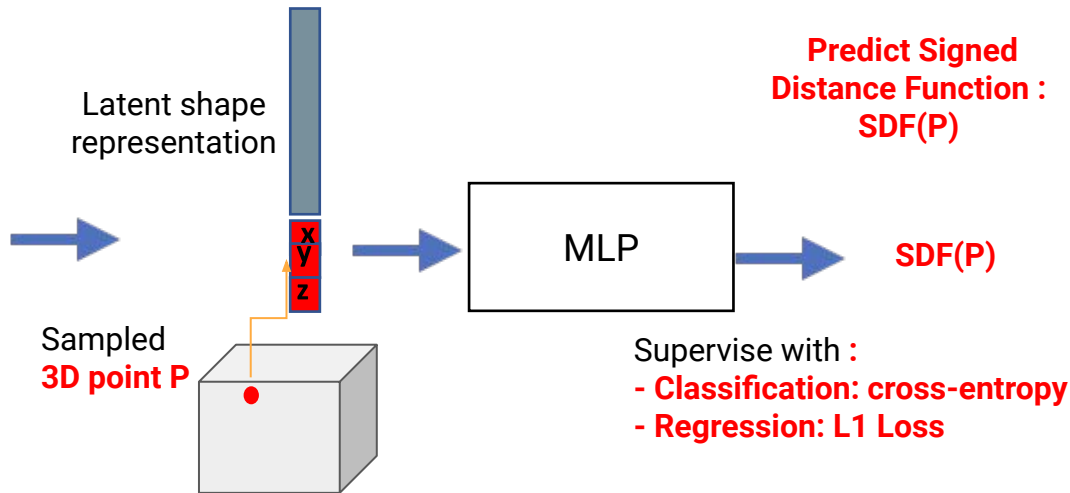 Predict Signed
Distance Function :
SDF(P)
Latent shape
representation
x
y
z
MLP
SDF(P)
Sampled
3D point P
Supervise with :
- Classification: cross-entropy
- Regression: L1 Loss